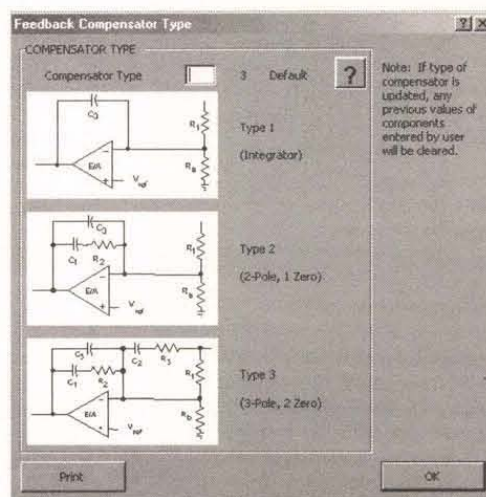 Feedback Compensator Type
? X
COMPENSATOR TYPE
Compensator Type
3 Default
?
Note: If type of
compensator is
updated, any
previous values of
components
entered by user
will be cleared.
C3
R1
E/A
Vref
RB
Type 1
(Integrator)
C3
C1 R2
R1
E/A
Vref
RB
Type 2
(2-Pole, 1 Zero)
C3 C2 R3
C1 R2
R1
E/A
Vref
RB
Type 3
(3-Pole, 2 Zero)
Print
OK